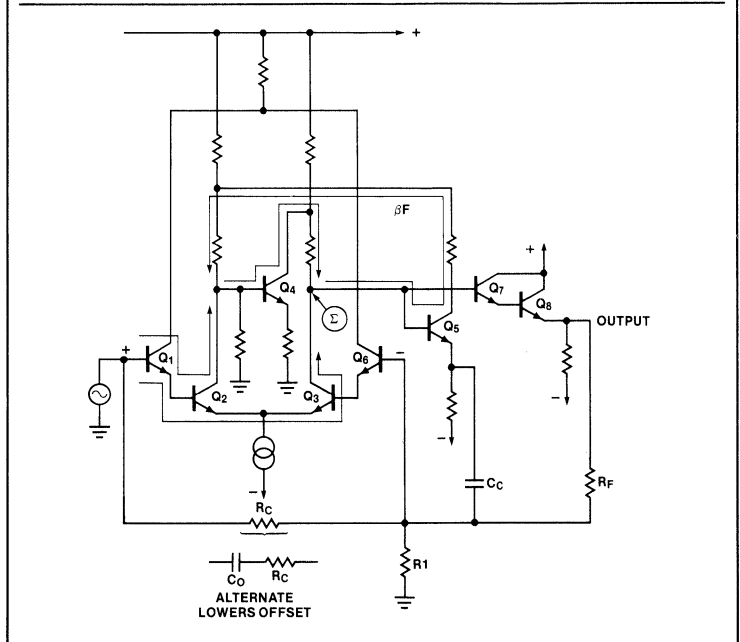 +
βF
+
Q4
Q7
Q8
Σ
Q5
OUTPUT
+
Q1
Q6
−
Q2
Q3
−
−
−
CC
RF
RC
R1
CO
RC
ALTERNATE
LOWERS OFFSET